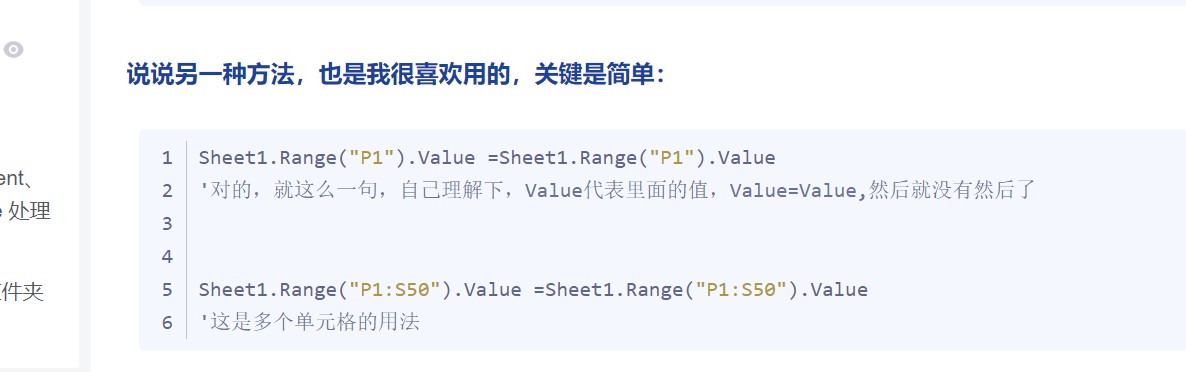 说说另一种方法，也是我很喜欢用的，关键是简单：
ent、
处理
件夹
1 Sheet1.Range("P1").Value =Sheet1.Range("P1").Value
2 '对的，就这么一句，自己理解下，Value代表里面的值，Value=Value,然后就没有然后了
3
4
5 Sheet1.Range("P1:S50").Value =Sheet1.Range("P1:S50").Value
6 '这是多个单元格的用法